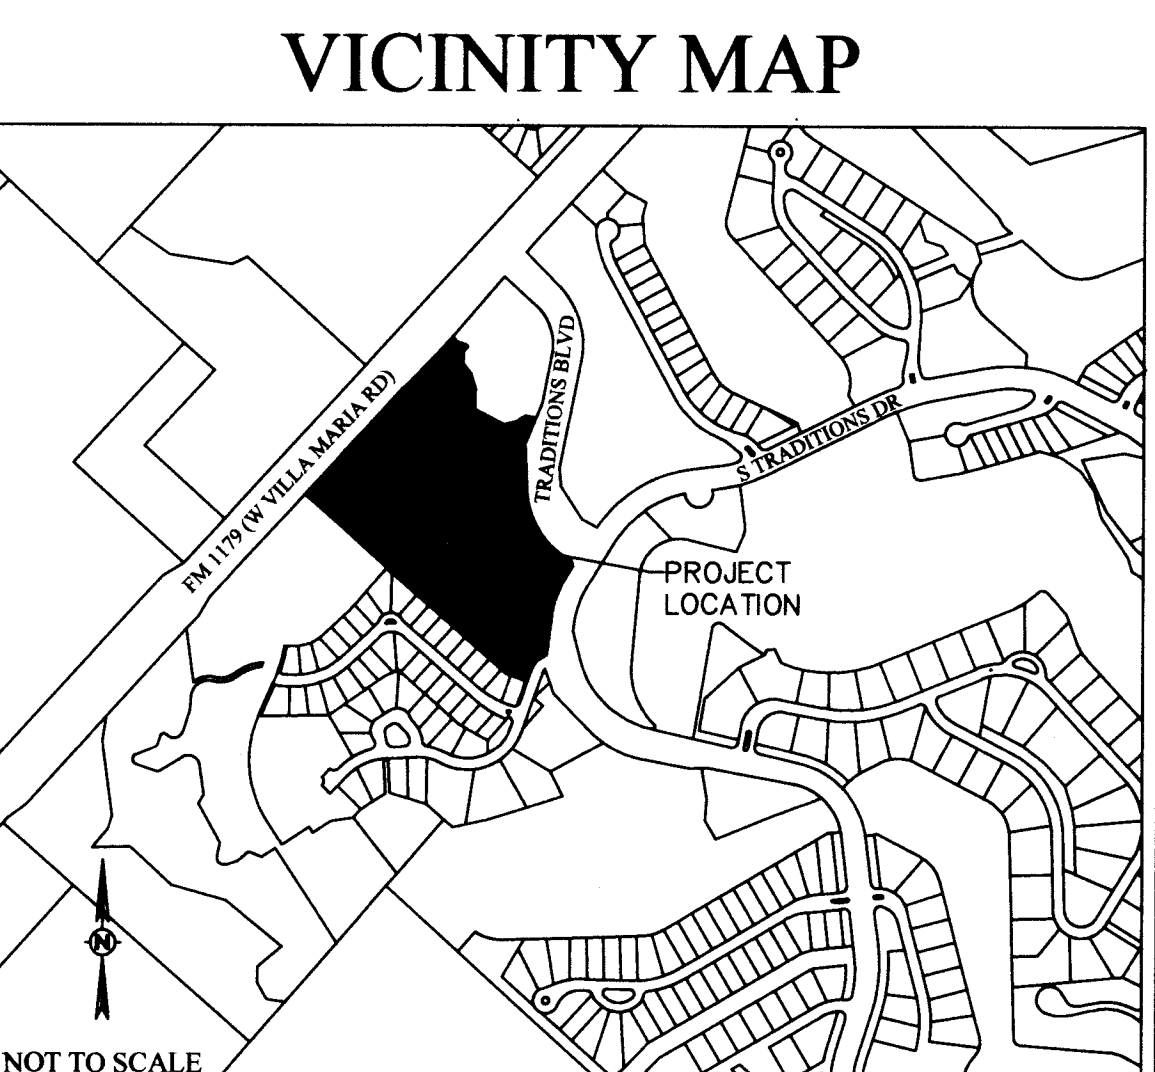 VICINITY MAP
TRADITIONS BLVD
FM 1179 (W VILLA MARIA RD)
S TRADITIONS DR
PROJECT
LOCATION
N
NOT TO SCALE